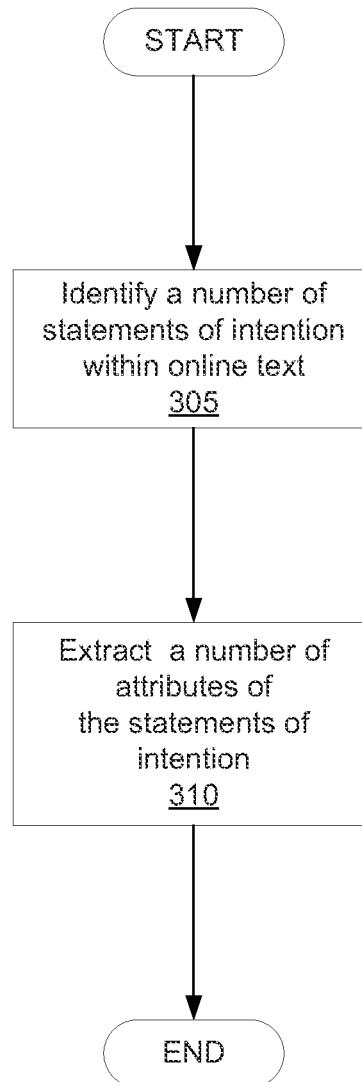 START
Identify a number of
statements of intention
within online text
305
Extract a number of
attributes of
the statements of
intention
310
END